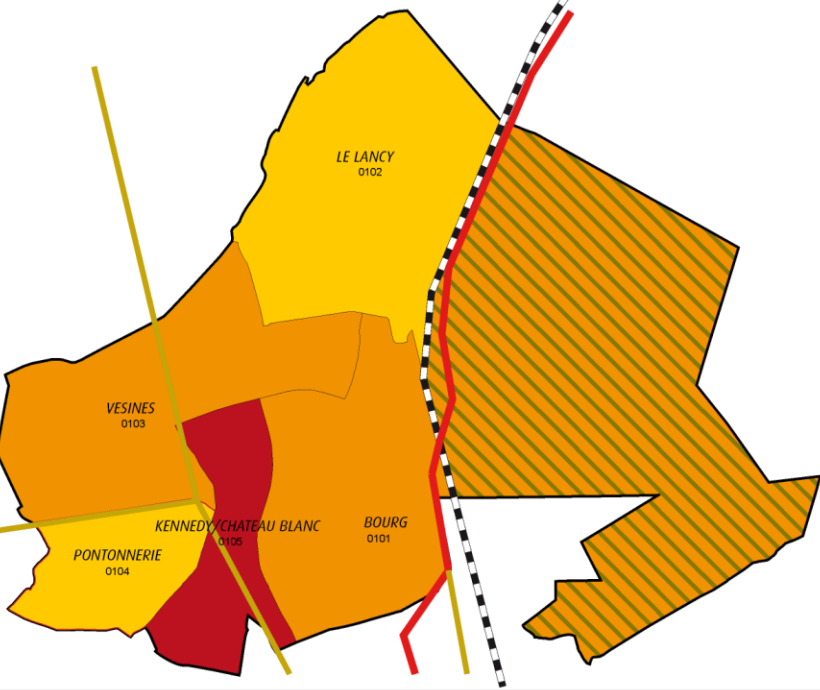 LE LANCY
0102
VESINES
0103
KENNEDY/CHATEAU BLANC
0105
BOURG
0101
PONTONNERIE
0104